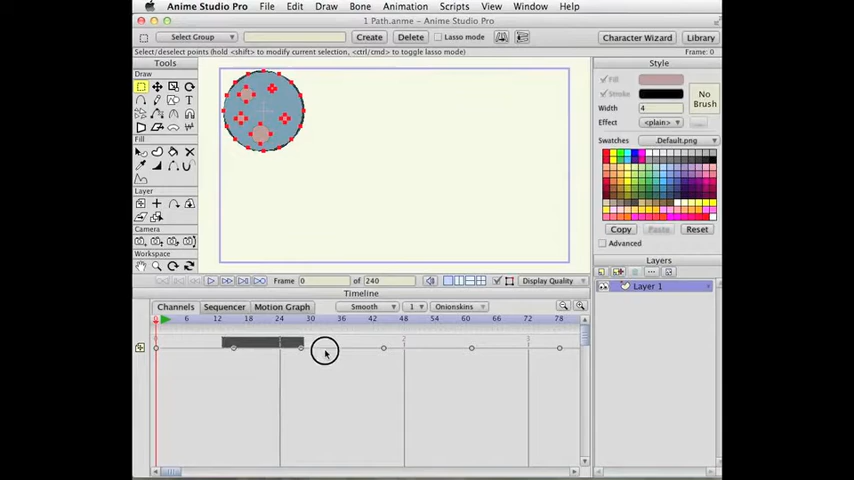 Anime Studio Pro File Edit Draw Bone Animation Scripts View Window Help
1 Path.anme - Anime Studio Pro
Select Group Create Delete Lasso mode Character Wizard Library
Select/deselect points (hold <shift> to modify current selection, <ctrl/cmd> to toggle lasso mode) Frame: 0
Tools
Draw
T
Fill
Layer
Camera
Workspace
Style
Fill
Stroke
Width 4
Effect <plain>
No
Brush
Swatches .Default.png
Copy Paste Reset
Advanced
Layers
Layer 1
Frame 0 of 240 Display Quality
Timeline
Channels Sequencer Motion Graph Smooth 1 Onionskins
0 6 12 18 24 30 36 42 48 54 60 66 72 78
0 1 2 3